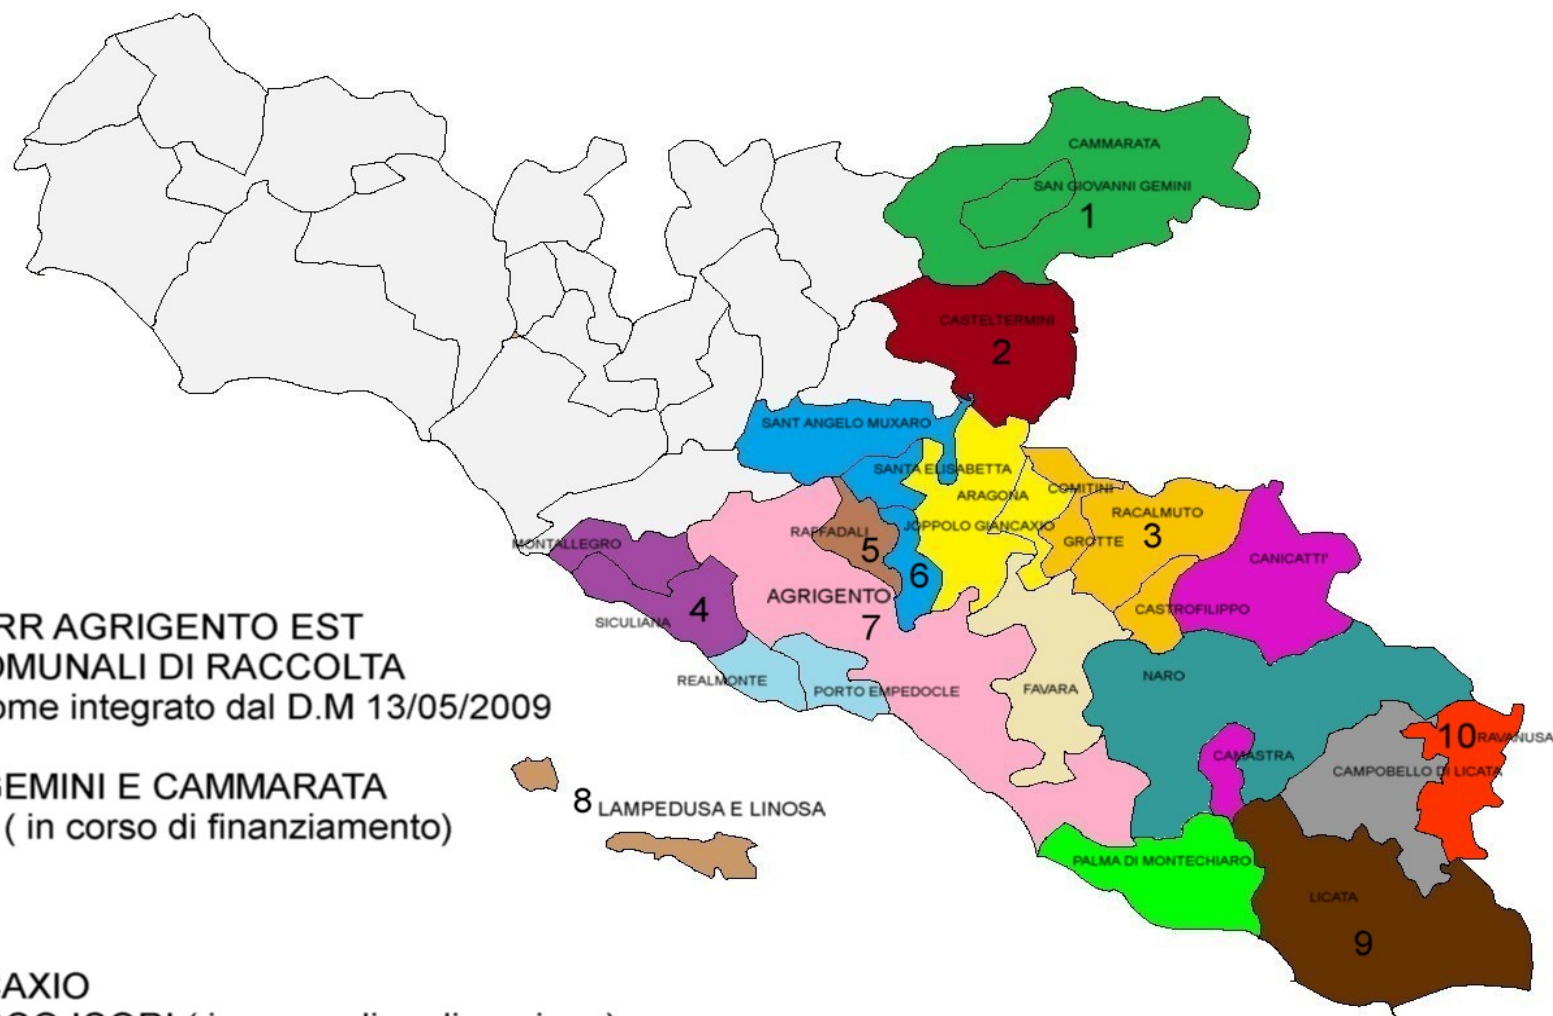 CAMMARATA
SAN GIOVANNI GEMINI
1
CASTELTERMINI
2
SANT ANGELO MUXARO
SANTA ELISABETTA
ARAGONA
COMITINI
RACALMUTO
JOPPOLO GIANCAXIO
GROTTE
3
RAFFADALI
5
MONTALLEGRO
CANICATTI'
6
AGRIGENTO
7
4
SICULIANA
CASTROFILIPPO
RR AGRIGENTO EST
OMUNALI DI RACCOLTA
ome integrato dal D.M 13/05/2009
REALMONTE
PORTO EMPEDOCLE
FAVARA
NARO
10 RAVANUSA
CAMASTRA
CAMPOBELLO DI LICATA
GEMINI E CAMMARATA
( in corso di finanziamento)
8 LAMPEDUSA E LINOSA
PALMA DI MONTECHIARO
LICATA
9
CAXIO